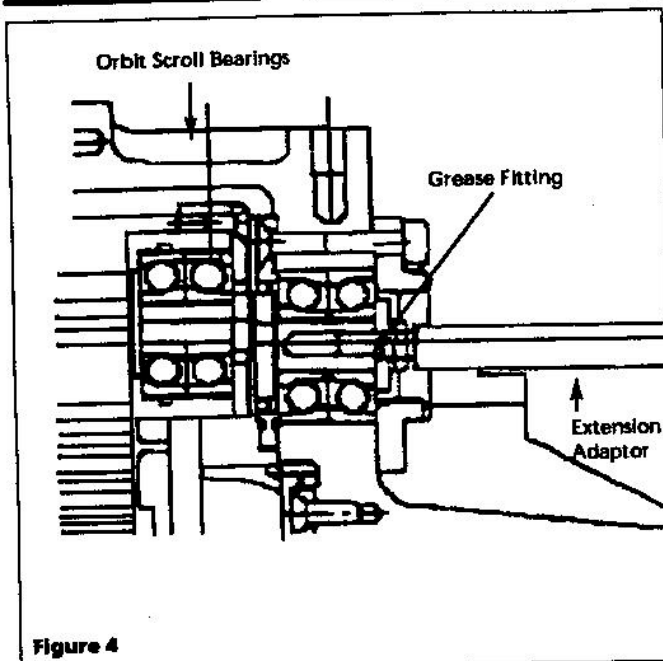 Orbit Scroll Bearings
Grease Fitting
Extension
Adaptor
Figure 4